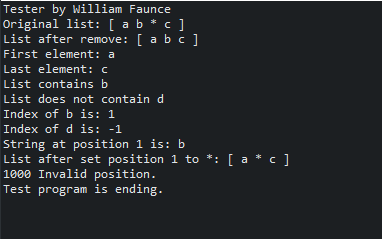 Tester by William Faunce
Original list: [ a b * c ]
List after remove: [ a b c ]
First element: a
Last element: c
List contains b
List does not contain d
Index of b is: 1
Index of d is: -1
String at position 1 is: b
List after set position 1 to *: [ a * c ]
1000 Invalid position.
Test program is ending.